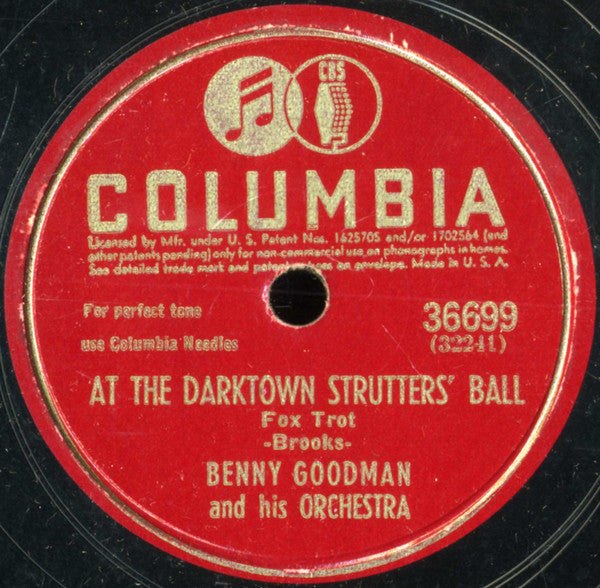 CBS
COLUMBIA
Licensed by Mfr. under U. S. Patent Nos. 1625705 and/or 1702564 (and
other patents pending) only for non-commercial use on phonographs in homes.
See detailed trade mark and patent notices on envelope. Made in U. S. A.
For perfect tone
use Columbia Needles
36699
(32241)
AT THE DARKTOWN STRUTTERS' BALL
Fox Trot
-Brooks-
BENNY GOODMAN
and his ORCHESTRA